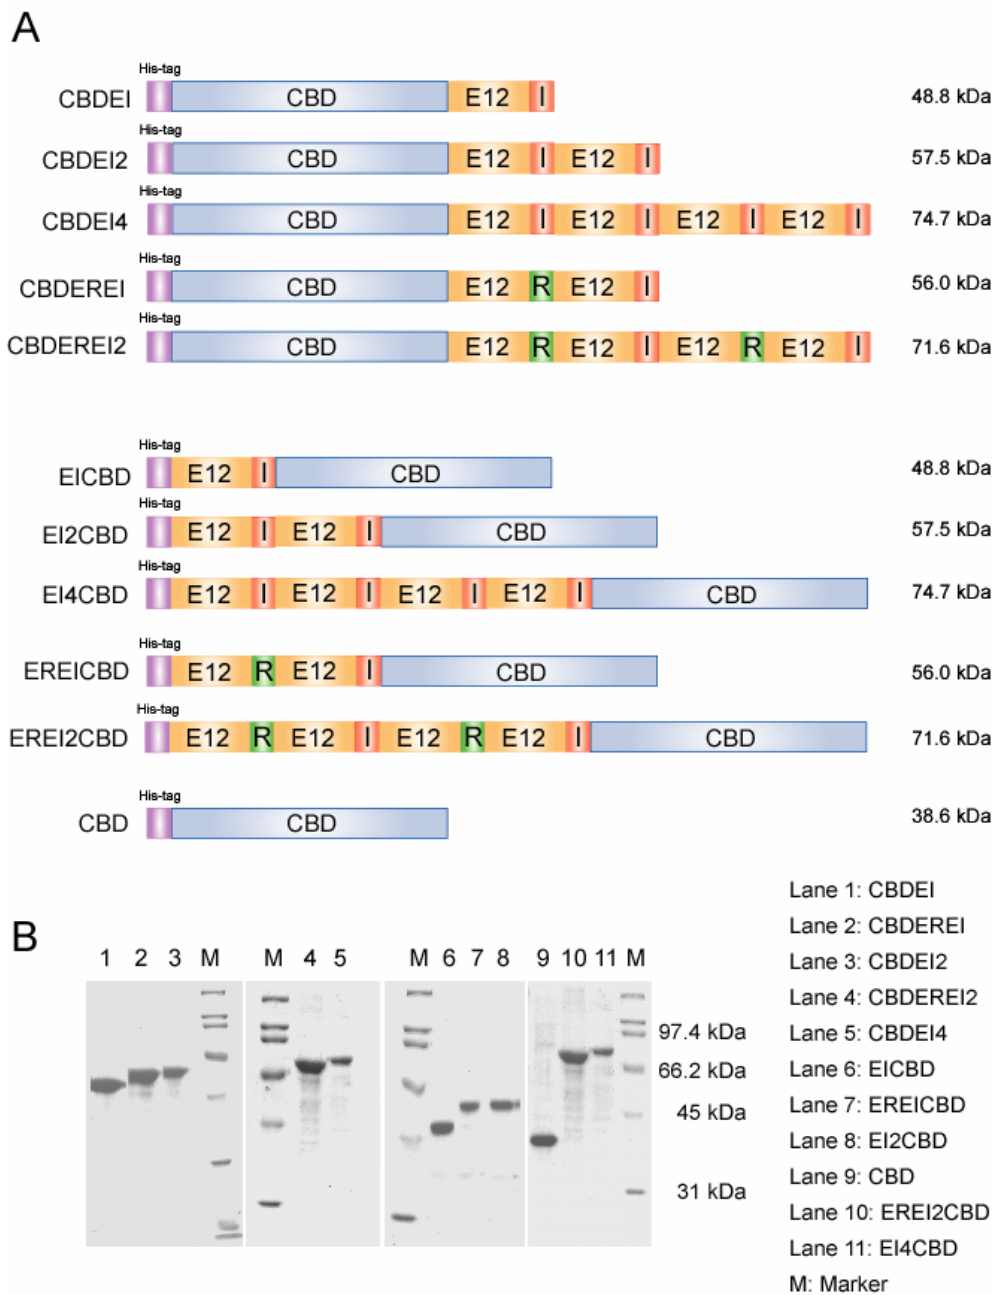 A
His-tag
CBDEI CBD E12 I 48.8 kDa
His-tag
CBDEI2 CBD E12 I E12 I 57.5 kDa
His-tag
CBDEI4 CBD E12 I E12 I E12 I E12 I 74.7 kDa
His-tag
CBDEREI CBD E12 R E12 I 56.0 kDa
His-tag
CBDEREI2 CBD E12 R E12 I E12 R E12 I 71.6 kDa
His-tag
EICBD E12 I CBD 48.8 kDa
His-tag
EI2CBD E12 I E12 I CBD 57.5 kDa
His-tag
EI4CBD E12 I E12 I E12 I E12 I CBD 74.7 kDa
His-tag
EREICBD E12 R E12 I CBD 56.0 kDa
His-tag
EREI2CBD E12 R E12 I E12 R E12 I CBD 71.6 kDa
His-tag
CBD CBD 38.6 kDa
B
1 2 3 M M 4 5 M 6 7 8 9 10 11 M
97.4 kDa
66.2 kDa
45 kDa
31 kDa
Lane 1: CBDEI
Lane 2: CBDEREI
Lane 3: CBDEI2
Lane 4: CBDEREI2
Lane 5: CBDEI4
Lane 6: EICBD
Lane 7: EREICBD
Lane 8: EI2CBD
Lane 9: CBD
Lane 10: EREI2CBD
Lane 11: EI4CBD
M: Marker